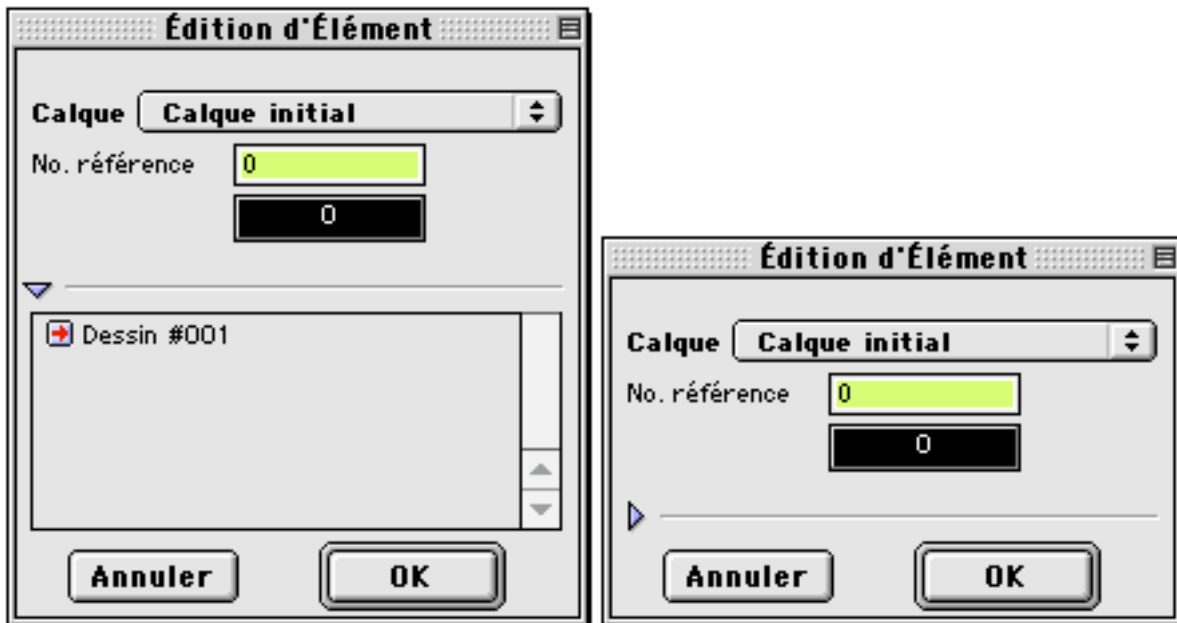 Édition d'Élément
Calque Calque initial
No. référence 0
0
Dessin #001
Annuler OK
Édition d'Élément
Calque Calque initial
No. référence 0
0
Annuler OK